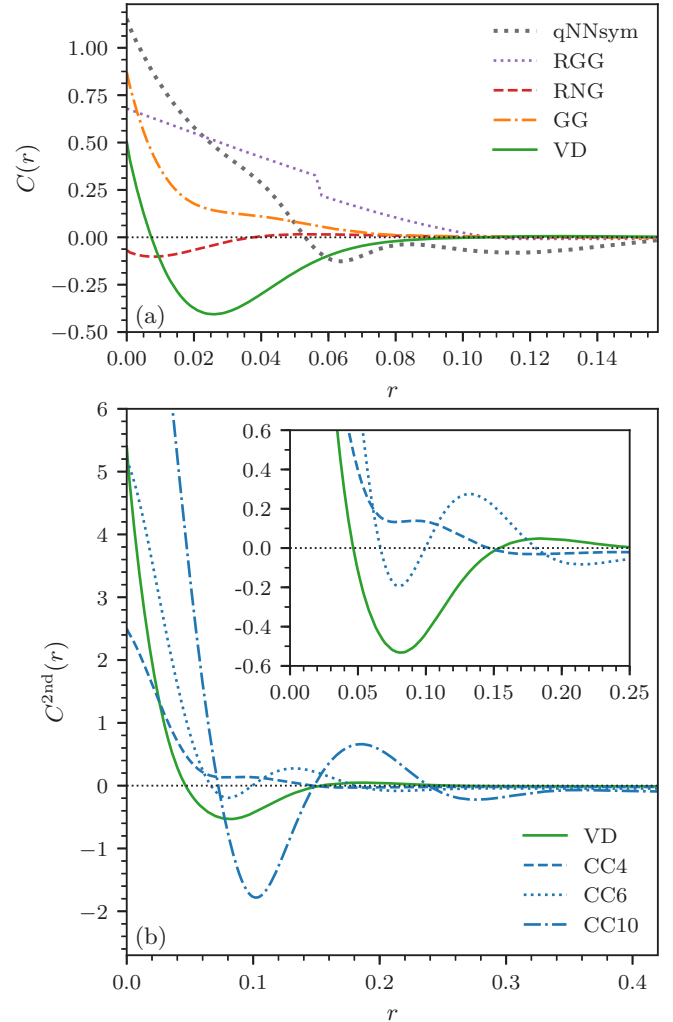 1.00
0.75
0.50
0.25
0.00
−0.25
−0.50
C(r)
qNNsym
RGG
RNG
GG
VD
(a)
0.00 0.02 0.04 0.06 0.08 0.10 0.12 0.14
r
6
5
4
3
2
1
0
−1
−2
C²ⁿᵈ(r)
0.6
0.4
0.2
0.0
-0.2
-0.4
-0.6
0.00 0.05 0.10 0.15 0.20 0.25
VD
CC4
CC6
CC10
(b)
0.0 0.1 0.2 0.3 0.4
r